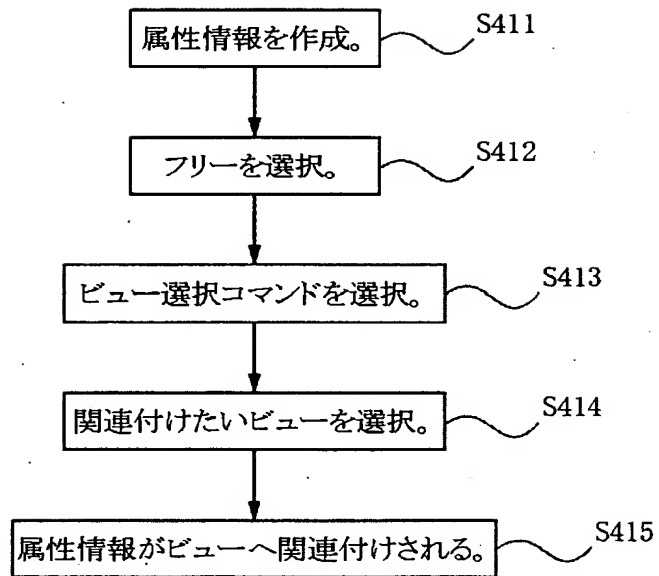 属性情報を作成。 S411
フリーを選択。 S412
ビュー選択コマンドを選択。 S413
関連付けたいビューを選択。 S414
属性情報がビューへ関連付けされる。 S415